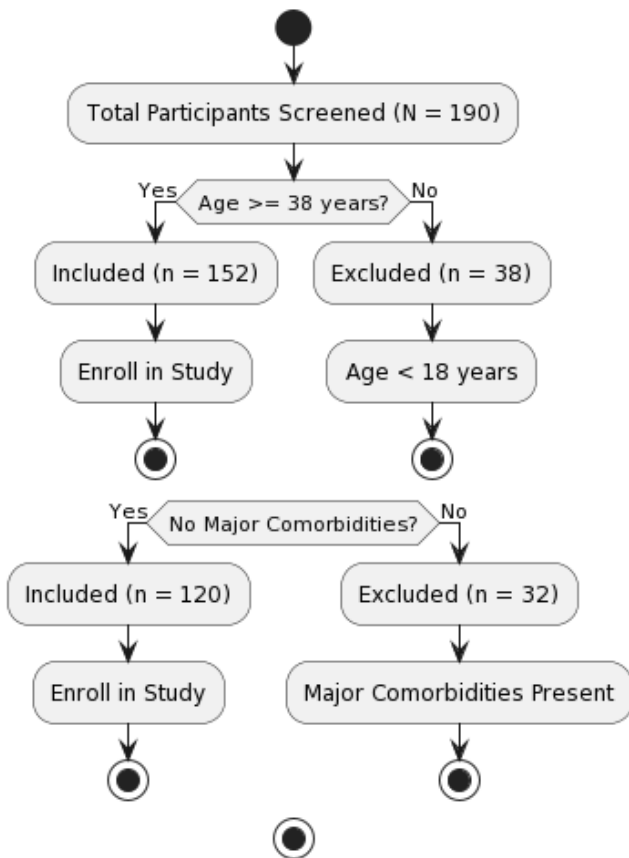 Total Participants Screened (N = 190)
Yes
Age >= 38 years?
No
Included (n = 152)
Excluded (n = 38)
Enroll in Study
Age < 18 years
Yes
No Major Comorbidities?
No
Included (n = 120)
Excluded (n = 32)
Enroll in Study
Major Comorbidities Present